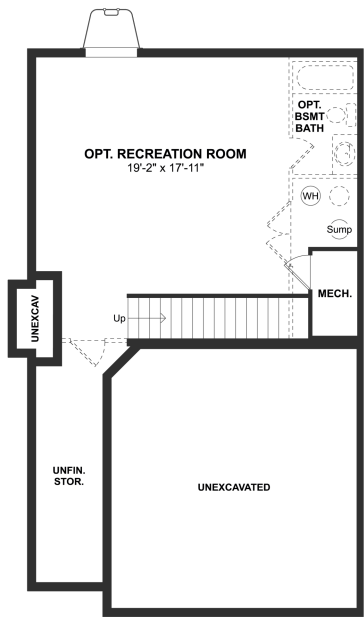 OPT.
BSMT
BATH
OPT. RECREATION ROOM
19'-2" x 17'-11"
WH
Sump
MECH.
UNEXCAV
Up
UNFIN.
STOR.
UNEXCAVATED